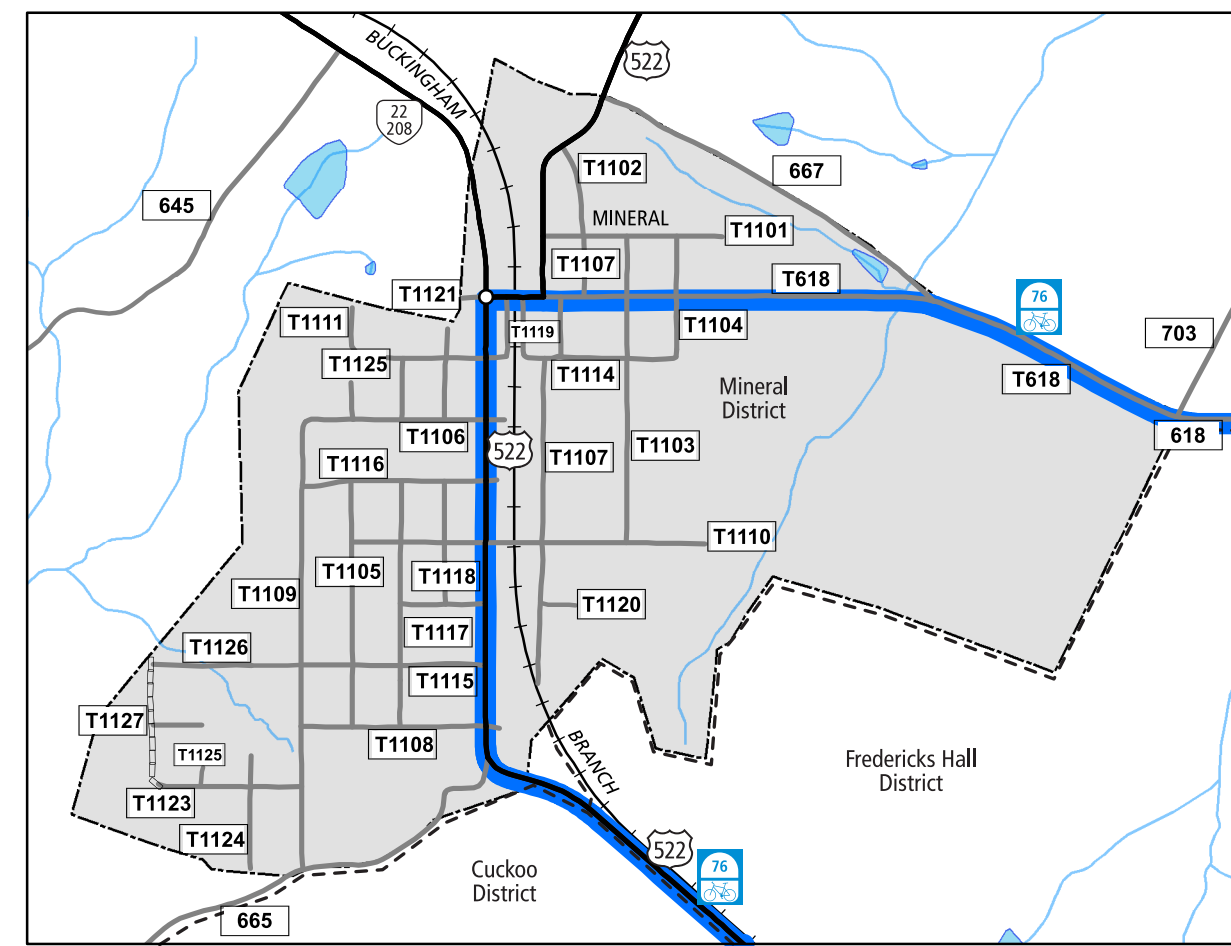 BUCKINGHAM
522
22
208
T1102
667
645
MINERAL
T1101
T1107
T618
T1121
76
T1111
T1119
T1104
703
T1125
T1114
Mineral
District
T618
T1106
618
522
T1107
T1103
T1116
T1110
T1105
T1118
T1109
T1120
T1117
T1126
T1115
T1127
T1108
T1125
BRANCH
Fredericks Hall
District
T1123
T1124
522
76
Cuckoo
District
665